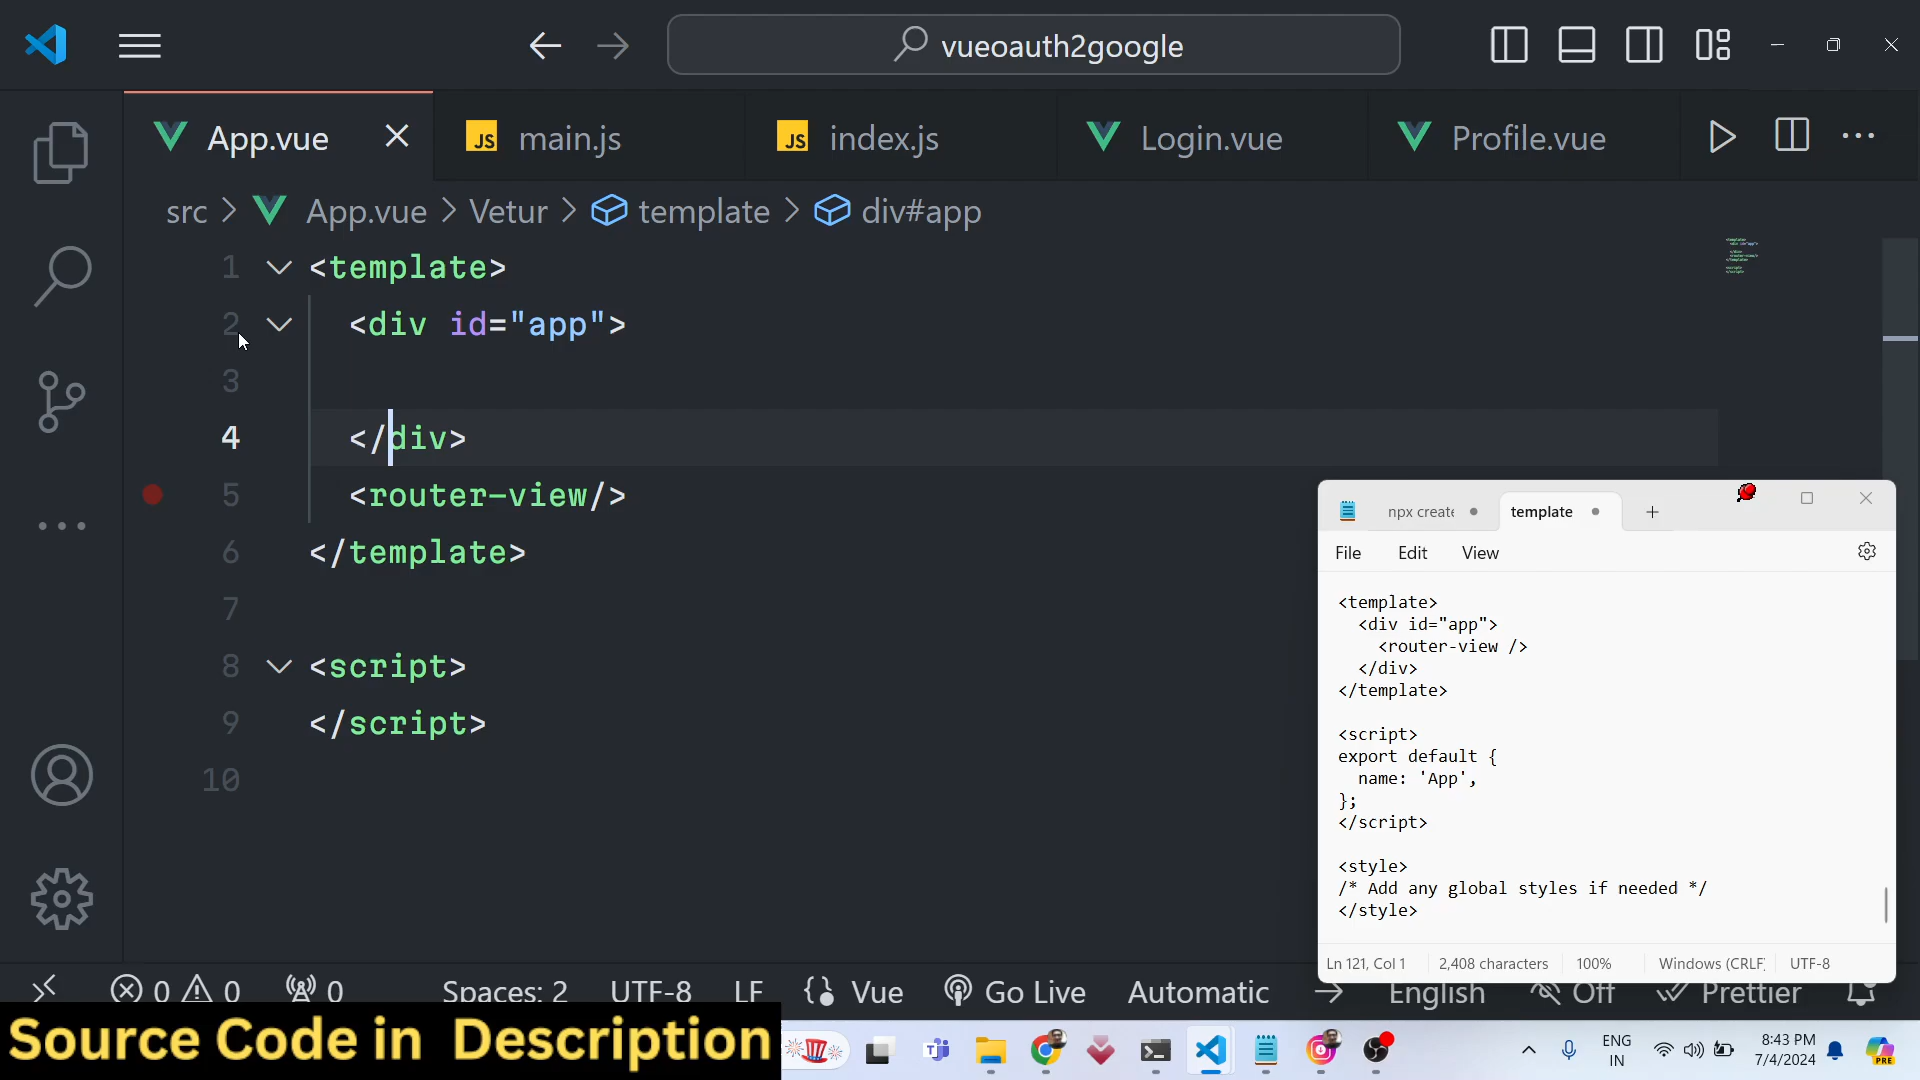 vueoauth2google
App.vue
JS main.js
JS index.js
Login.vue
Profile.vue
src > App.vue > Vetur > template > div#app
1 <template>
2 <div id="app">
3
4 </div>
5 <router-view/>
6 </template>
7
8 <script>
9 </script>
10
npx create
template
File Edit View
<template>
<div id="app">
<router-view />
</div>
</template>
<script>
export default {
name: 'App',
};
</script>
<style>
/* Add any global styles if needed */
</style>
Ln 121, Col 1 2,408 characters 100% Windows (CRLF) UTF-8
0 0 0 Spaces: 2 UTF-8 LF {} Vue Go Live Automatic English Off Prettier
Source Code in Description
ENG
IN
8:43 PM
7/4/2024
PRE